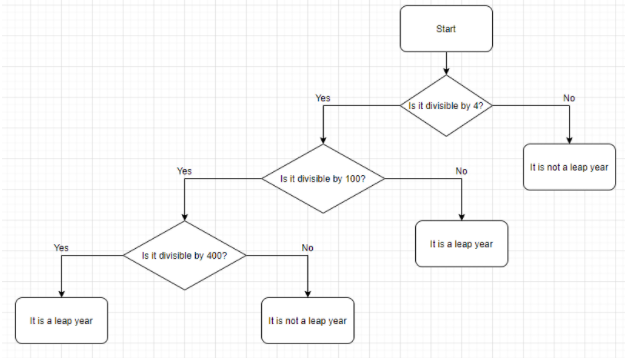 Start
Is it divisible by 4?
Yes
No
It is not a leap year
Is it divisible by 100?
Yes
No
It is a leap year
Is it divisible by 400?
Yes
No
It is a leap year
It is not a leap year